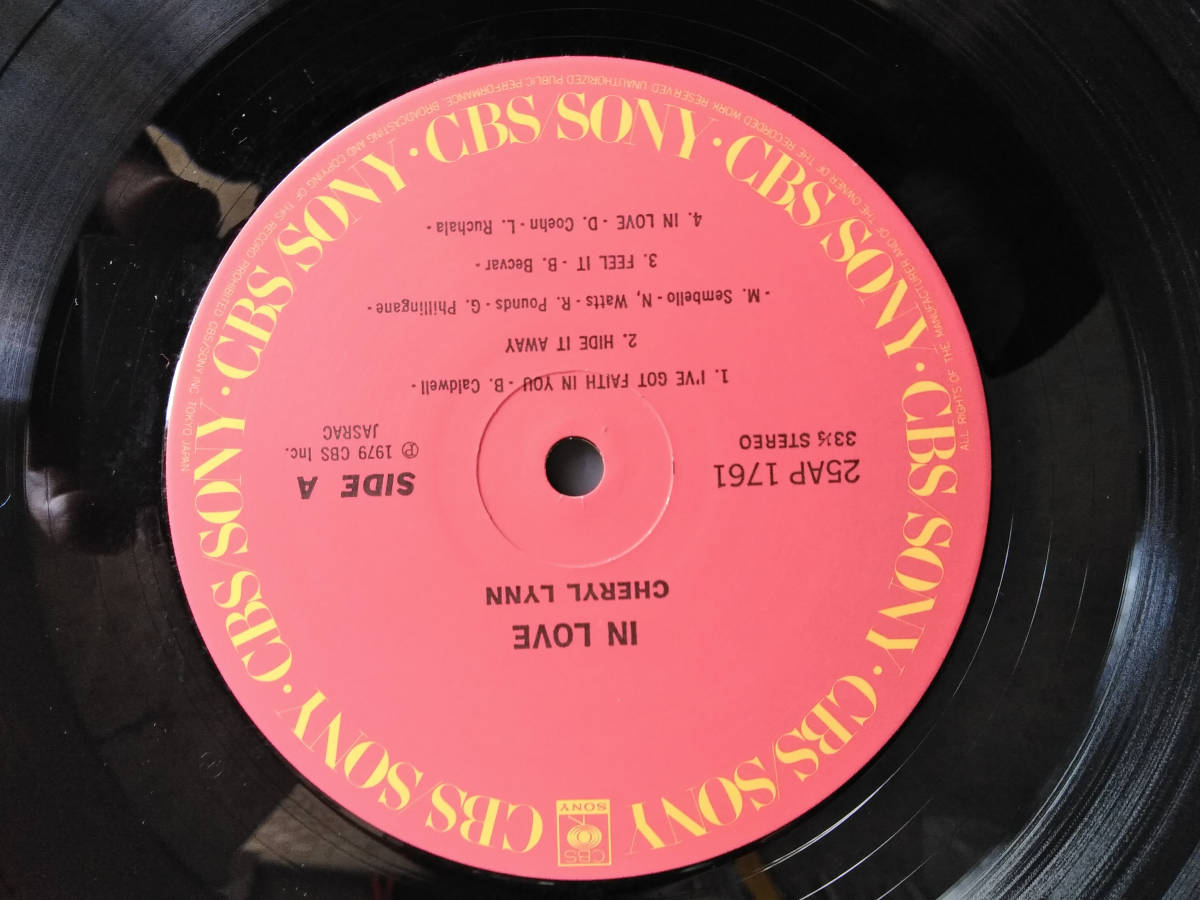 CBS
SONY
IN LOVE
CHERYL LYNN
25AP 1761
33⅓ STEREO
SIDE A
℗ 1979 CBS Inc.
JASRAC
1. I'VE GOT FAITH IN YOU - B. Caldwell -
2. HIDE IT AWAY
- M. Sembello - N, Watts - R. Pounds - G. Phillingane -
3. FEEL IT - B. Becvar -
4. IN LOVE - D. Coehn - L. Ruchala -
CBS/SONY · CBS/SONY · CBS/SONY · CBS/SONY · CBS/SONY · CBS/SONY · CBS/SONY · CBS/SONY
ALL RIGHTS OF THE MANUFACTURER AND OF THE OWNER OF THE RECORDED WORK RESERVED UNAUTHORIZED PUBLIC PERFORMANCE. BROADCASTING AND COPYING OF THIS RECORD PROHIBITED CBS/SONY INC. TOKYO JAPAN